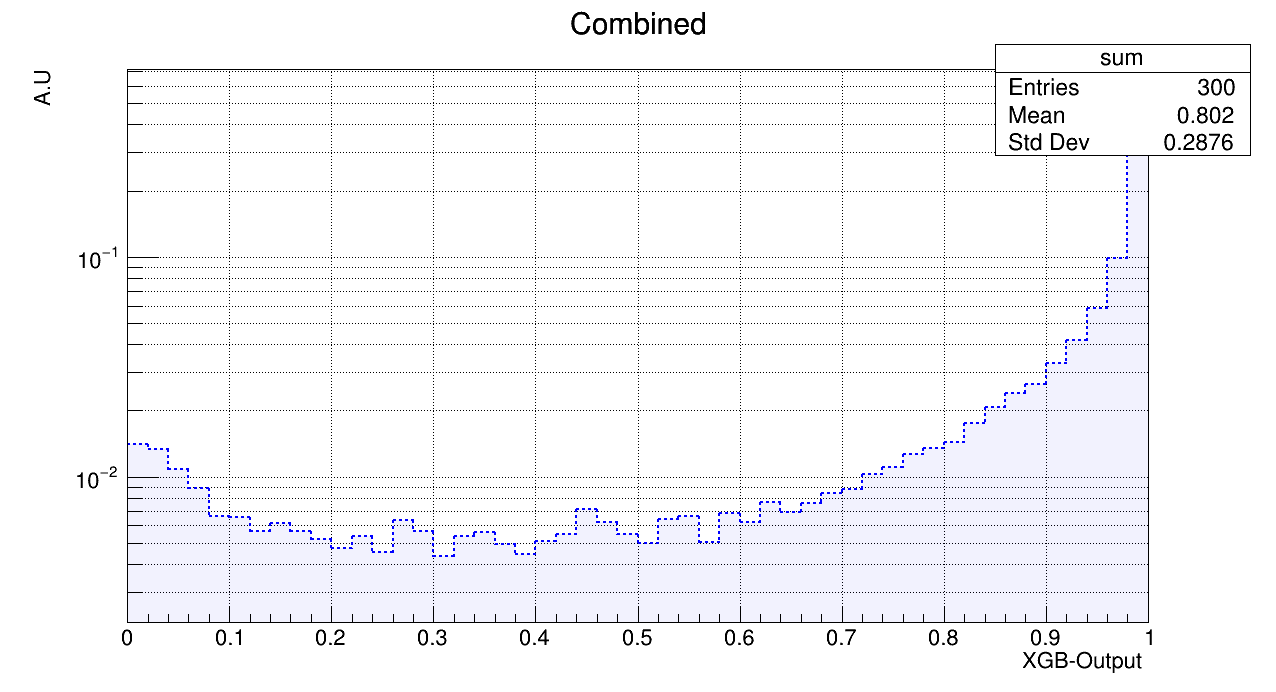 Combined
A.U
sum
Entries 300
Mean 0.802
Std Dev 0.2876
10⁻¹
10⁻²
0 0.1 0.2 0.3 0.4 0.5 0.6 0.7 0.8 0.9 1
XGB-Output